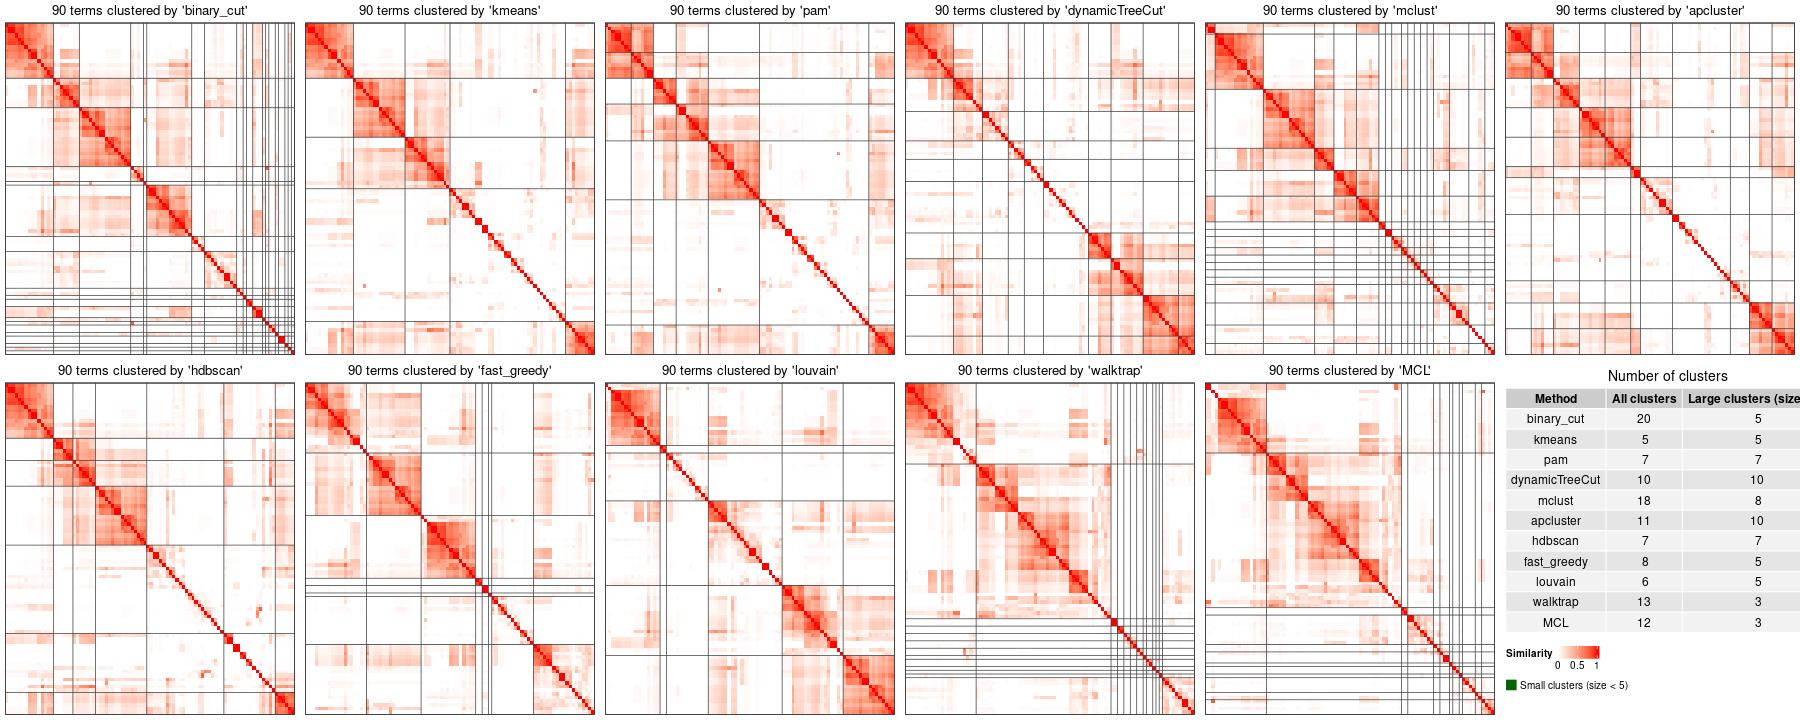 90 terms clustered by 'binary_cut'
90 terms clustered by 'kmeans'
90 terms clustered by 'pam'
90 terms clustered by 'dynamicTreeCut'
90 terms clustered by 'mclust'
90 terms clustered by 'apcluster'
90 terms clustered by 'hdbscan'
90 terms clustered by 'fast_greedy'
90 terms clustered by 'louvain'
90 terms clustered by 'walktrap'
90 terms clustered by 'MCL'
Number of clusters
Method All clusters Large clusters (size
binary_cut 20 5
kmeans 5 5
pam 7 7
dynamicTreeCut 10 10
mclust 18 8
apcluster 11 10
hdbscan 7 7
fast_greedy 8 5
louvain 6 5
walktrap 13 3
MCL 12 3
Similarity
0 0.5 1
Small clusters (size < 5)